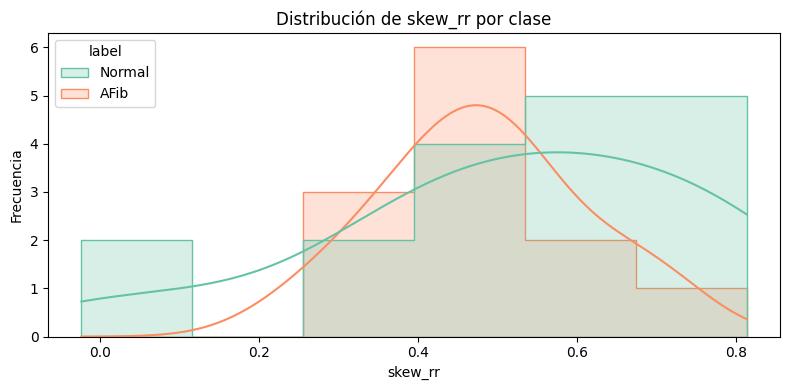 Distribución de skew_rr por clase
label
Normal
AFib
Frecuencia
6
5
4
3
2
1
0
0.0 0.2 0.4 0.6 0.8
skew_rr